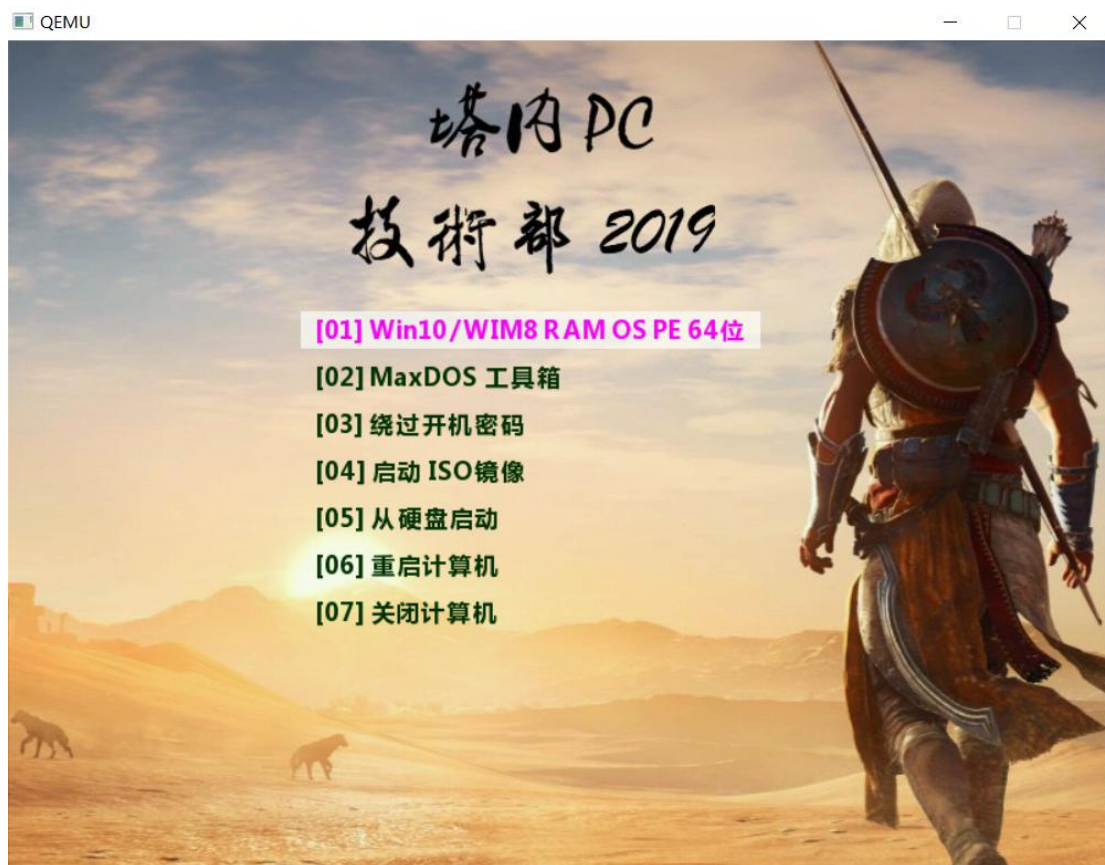 QEMU
塔内 PC
技術部 2019
[01] Win10/WIM8 RAM OS PE 64位
[02] MaxDOS 工具箱
[03] 绕过开机密码
[04] 启动 ISO镜像
[05] 从硬盘启动
[06] 重启计算机
[07] 关闭计算机